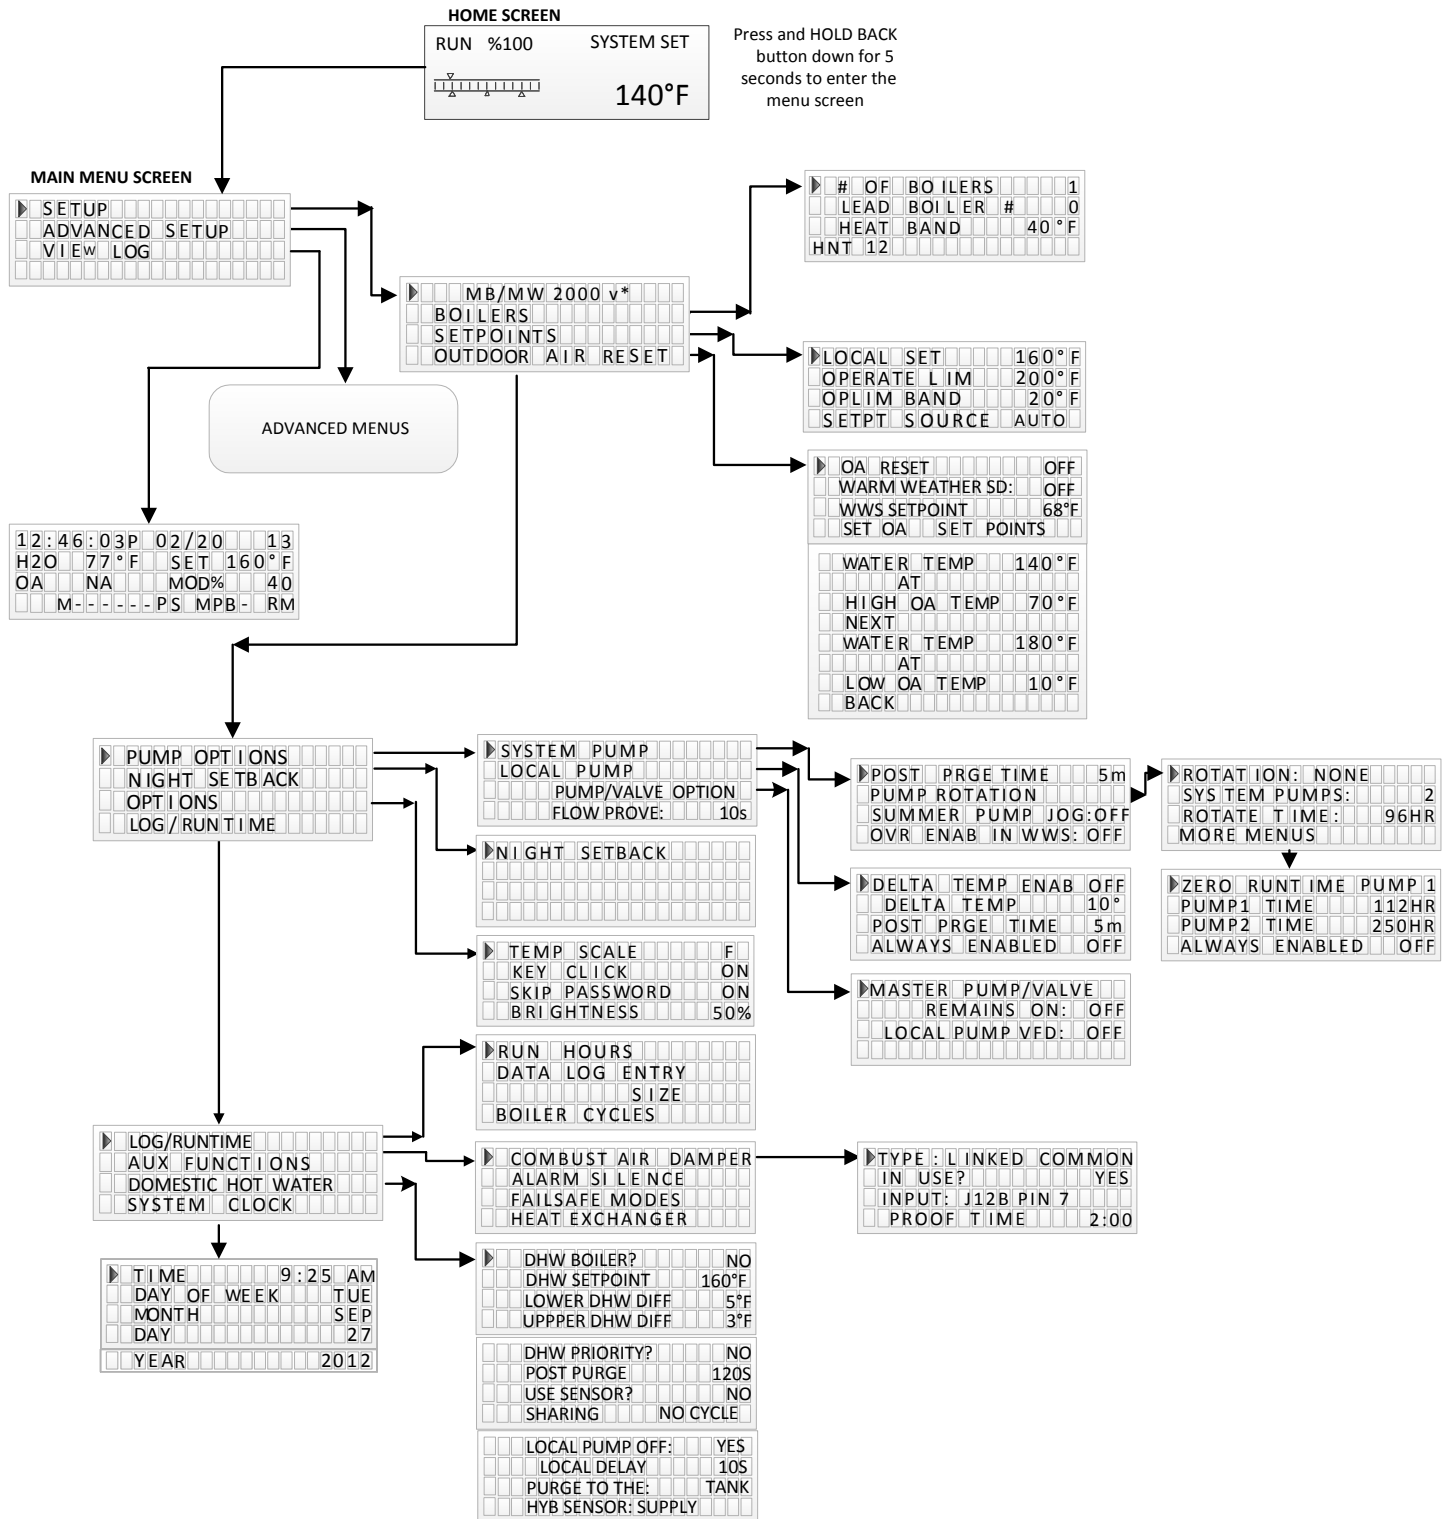 HOME SCREEN
RUN %100 SYSTEM SET
140°F
Press and HOLD BACK
button down for 5
seconds to enter the
menu screen
MAIN MENU SCREEN
SETUP
ADVANCED SETUP
VIEW LOG
# OF BOILERS 1
LEAD BOILER # 0
HEAT BAND 40°F
HNT 12
MB/MW 2000 v*
BOILERS
SETPOINTS
OUTDOOR AIR RESET
LOCAL SET 160°F
OPERATE LIM 200°F
OPLIM BAND 20°F
SETPT SOURCE AUTO
ADVANCED MENUS
OA RESET OFF
WARM WEATHER SD: OFF
WWS SETPOINT 68°F
SET OA SET POINTS
12:46:03P 02/20 13
H2O 77°F SET 160°F
OA NA MOD% 40
M------PS MPB- RM
WATER TEMP 140°F
AT
HIGH OA TEMP 70°F
NEXT
WATER TEMP 180°F
AT
LOW OA TEMP 10°F
BACK
PUMP OPTIONS
NIGHT SETBACK
OPTIONS
LOG/RUNTIME
SYSTEM PUMP
LOCAL PUMP
PUMP/VALVE OPTION
FLOW PROVE: 10s
POST PRGE TIME 5m
PUMP ROTATION
SUMMER PUMP JOG:OFF
OVR ENAB IN WWS: OFF
ROTATION: NONE
SYSTEM PUMPS: 2
ROTATE TIME: 96HR
MORE MENUS
NIGHT SETBACK
DELTA TEMP ENAB OFF
DELTA TEMP 10°
POST PRGE TIME 5m
ALWAYS ENABLED OFF
ZERO RUNTIME PUMP 1
PUMP1 TIME 112HR
PUMP2 TIME 250HR
ALWAYS ENABLED OFF
TEMP SCALE F
KEY CLICK ON
SKIP PASSWORD ON
BRIGHTNESS 50%
MASTER PUMP/VALVE
REMAINS ON: OFF
LOCAL PUMP VFD: OFF
RUN HOURS
DATA LOG ENTRY
SIZE
BOILER CYCLES
LOG/RUNTIME
AUX FUNCTIONS
DOMESTIC HOT WATER
SYSTEM CLOCK
COMBUST AIR DAMPER
ALARM SILENCE
FAILSAFE MODES
HEAT EXCHANGER
TYPE:LINKED COMMON
IN USE? YES
INPUT: J12B PIN 7
PROOF TIME 2:00
TIME 9:25 AM
DAY OF WEEK TUE
MONTH SEP
DAY 27
YEAR 2012
DHW BOILER? NO
DHW SETPOINT 160°F
LOWER DHW DIFF 5°F
UPPPER DHW DIFF 3°F
DHW PRIORITY? NO
POST PURGE 120S
USE SENSOR? NO
SHARING NO CYCLE
LOCAL PUMP OFF: YES
LOCAL DELAY 10S
PURGE TO THE: TANK
HYB SENSOR: SUPPLY